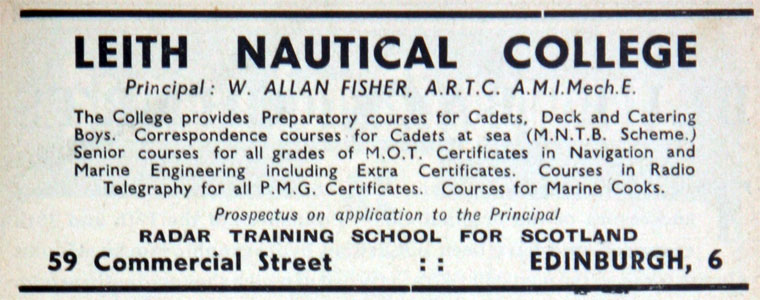 LEITH NAUTICAL COLLEGE
Principal: W. ALLAN FISHER, A.R.T.C. A.M.I.Mech.E.
The College provides Preparatory courses for Cadets, Deck and Catering
Boys. Correspondence courses for Cadets at sea (M.N.T.B. Scheme.)
Senior courses for all grades of M.O.T. Certificates in Navigation and
Marine Engineering including Extra Certificates. Courses in Radio
Telegraphy for all P.M.G. Certificates. Courses for Marine Cooks.
Prospectus on application to the Principal
RADAR TRAINING SCHOOL FOR SCOTLAND
59 Commercial Street :: EDINBURGH, 6